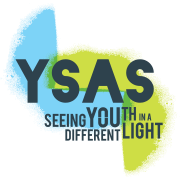 YSAS
SEEING YOUTH IN A
DIFFERENT LIGHT